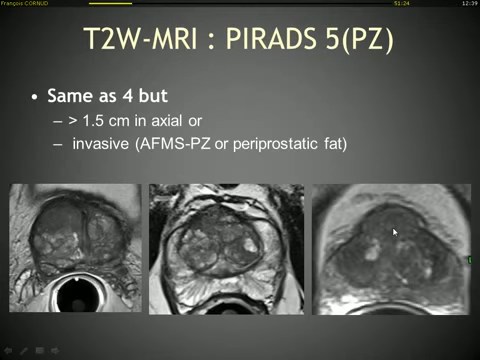 François CORNUD 51:24 12:39
T2W-MRI : PIRADS 5(PZ)
• Same as 4 but
– > 1.5 cm in axial or
– invasive (AFMS-PZ or periprostatic fat)